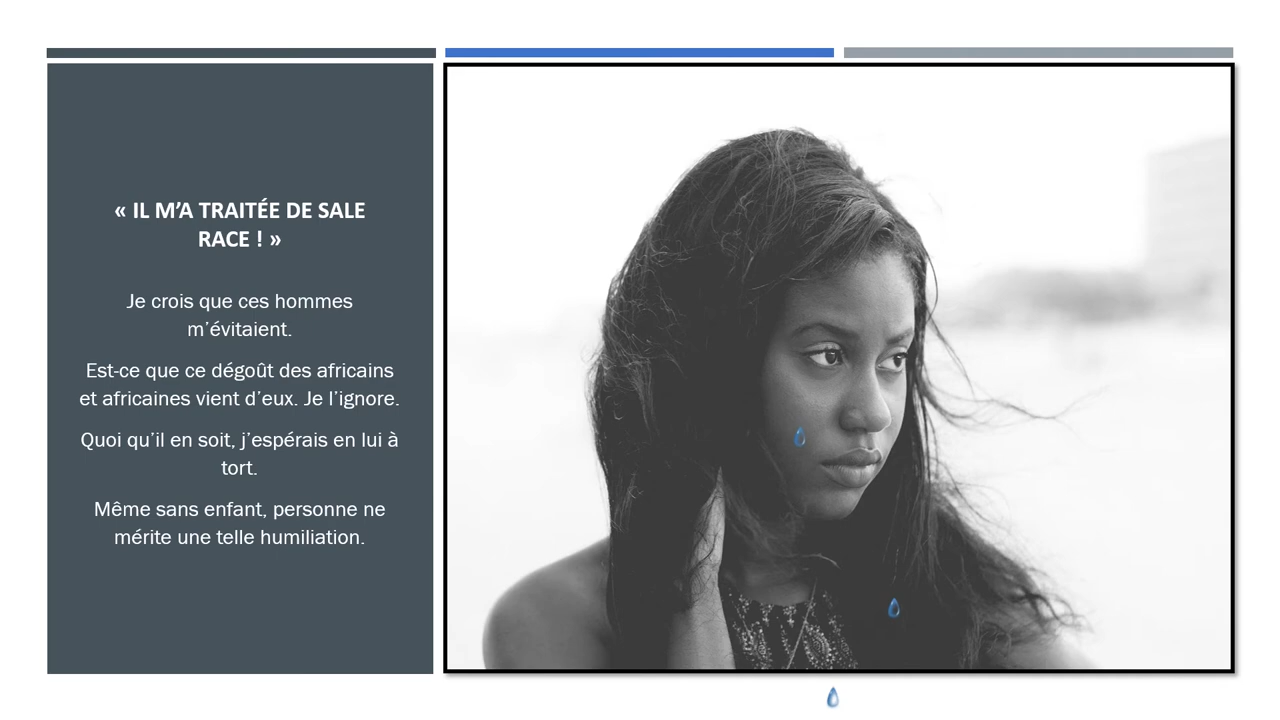 « IL M’A TRAITÉE DE SALE
RACE ! »
Je crois que ces hommes
m’évitaient.
Est-ce que ce dégoût des africains
et africaines vient d’eux. Je l’ignore.
Quoi qu’il en soit, j’espérais en lui à
tort.
Même sans enfant, personne ne
mérite une telle humiliation.